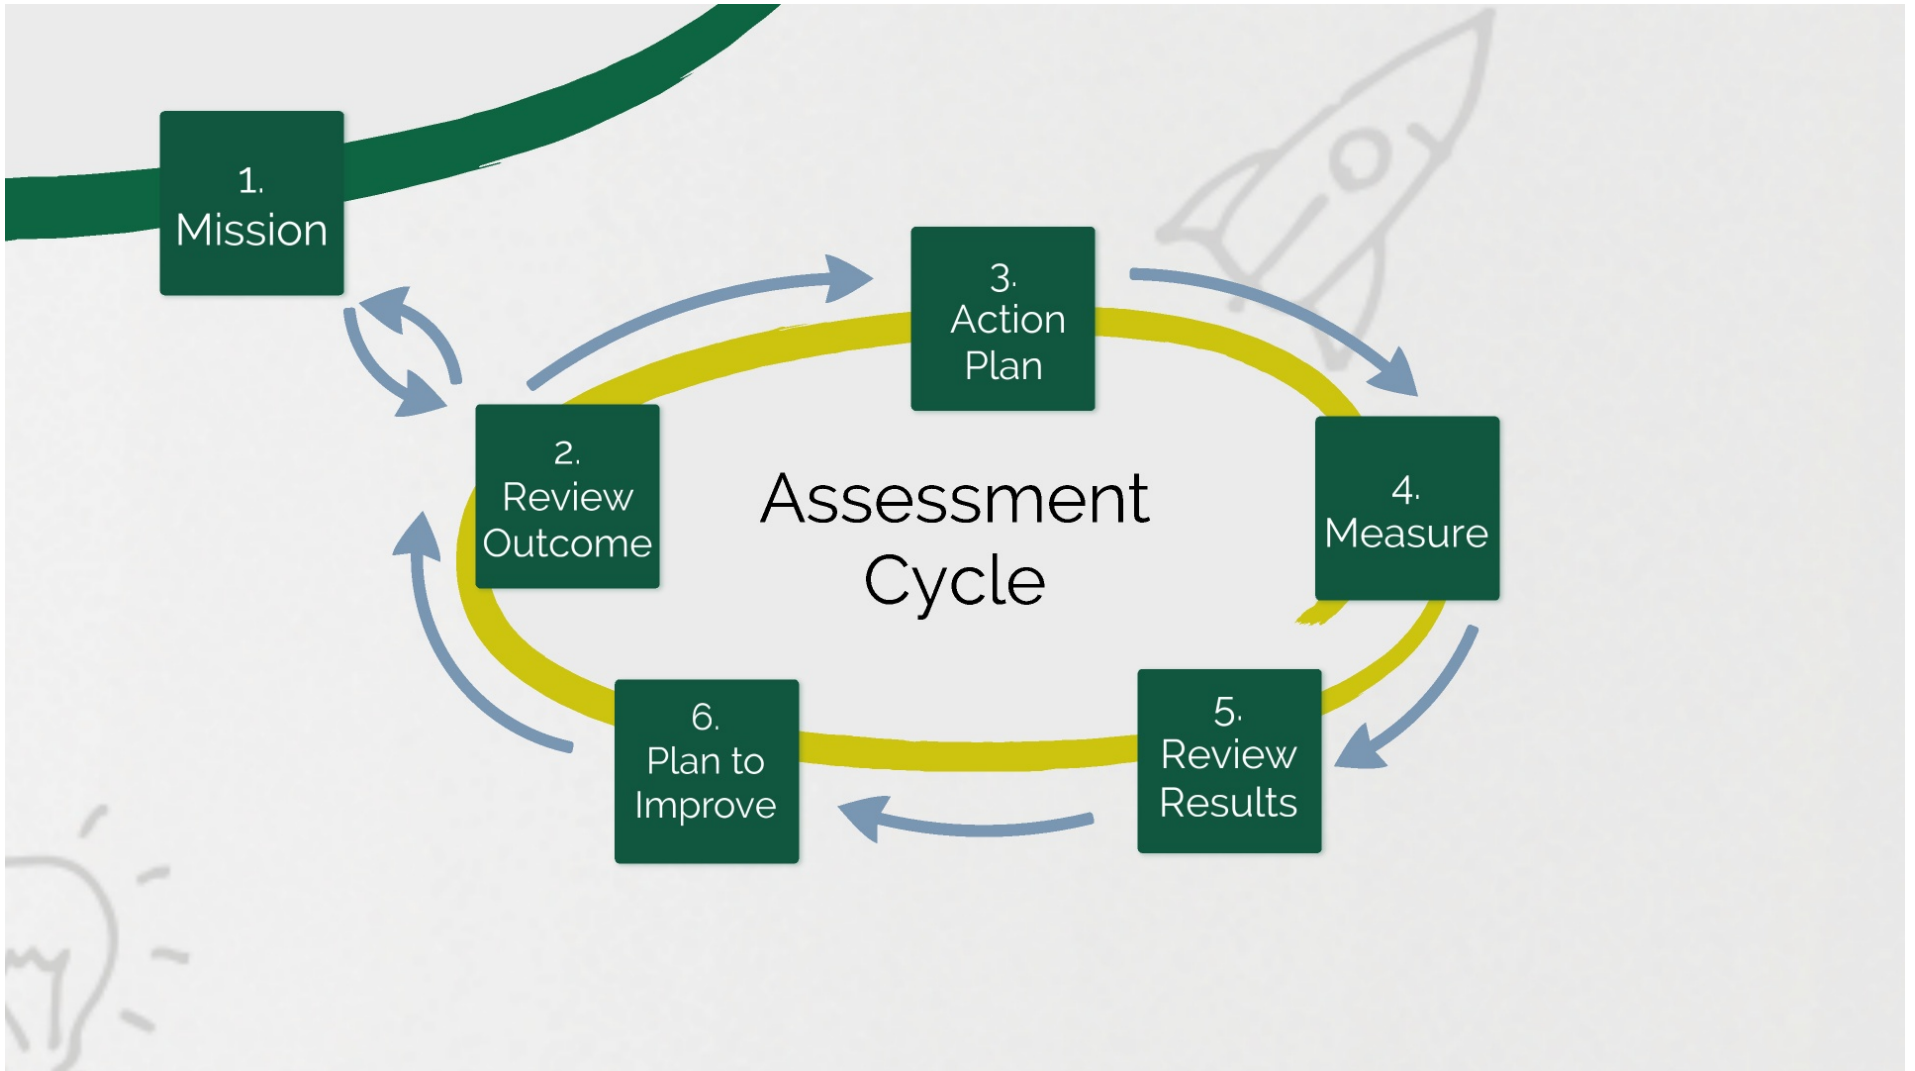 1.
Mission
2.
Review
Outcome
3.
Action
Plan
4.
Measure
5.
Review
Results
6.
Plan to
Improve
Assessment
Cycle